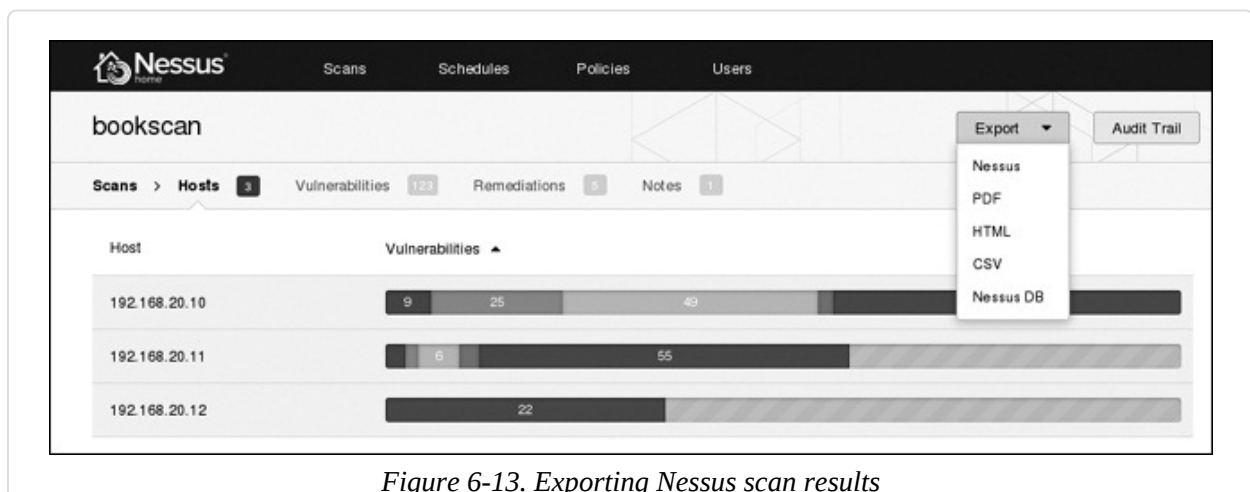 Nessus®
home
Scans Schedules Policies Users
bookscan
Export Audit Trail
Nessus
PDF
HTML
CSV
Nessus DB
Scans > Hosts 3 Vulnerabilities 123 Remediations 5 Notes 1
Host Vulnerabilities
192.168.20.10 9 25 49
192.168.20.11 6 55
192.168.20.12 22
Figure 6-13. Exporting Nessus scan results